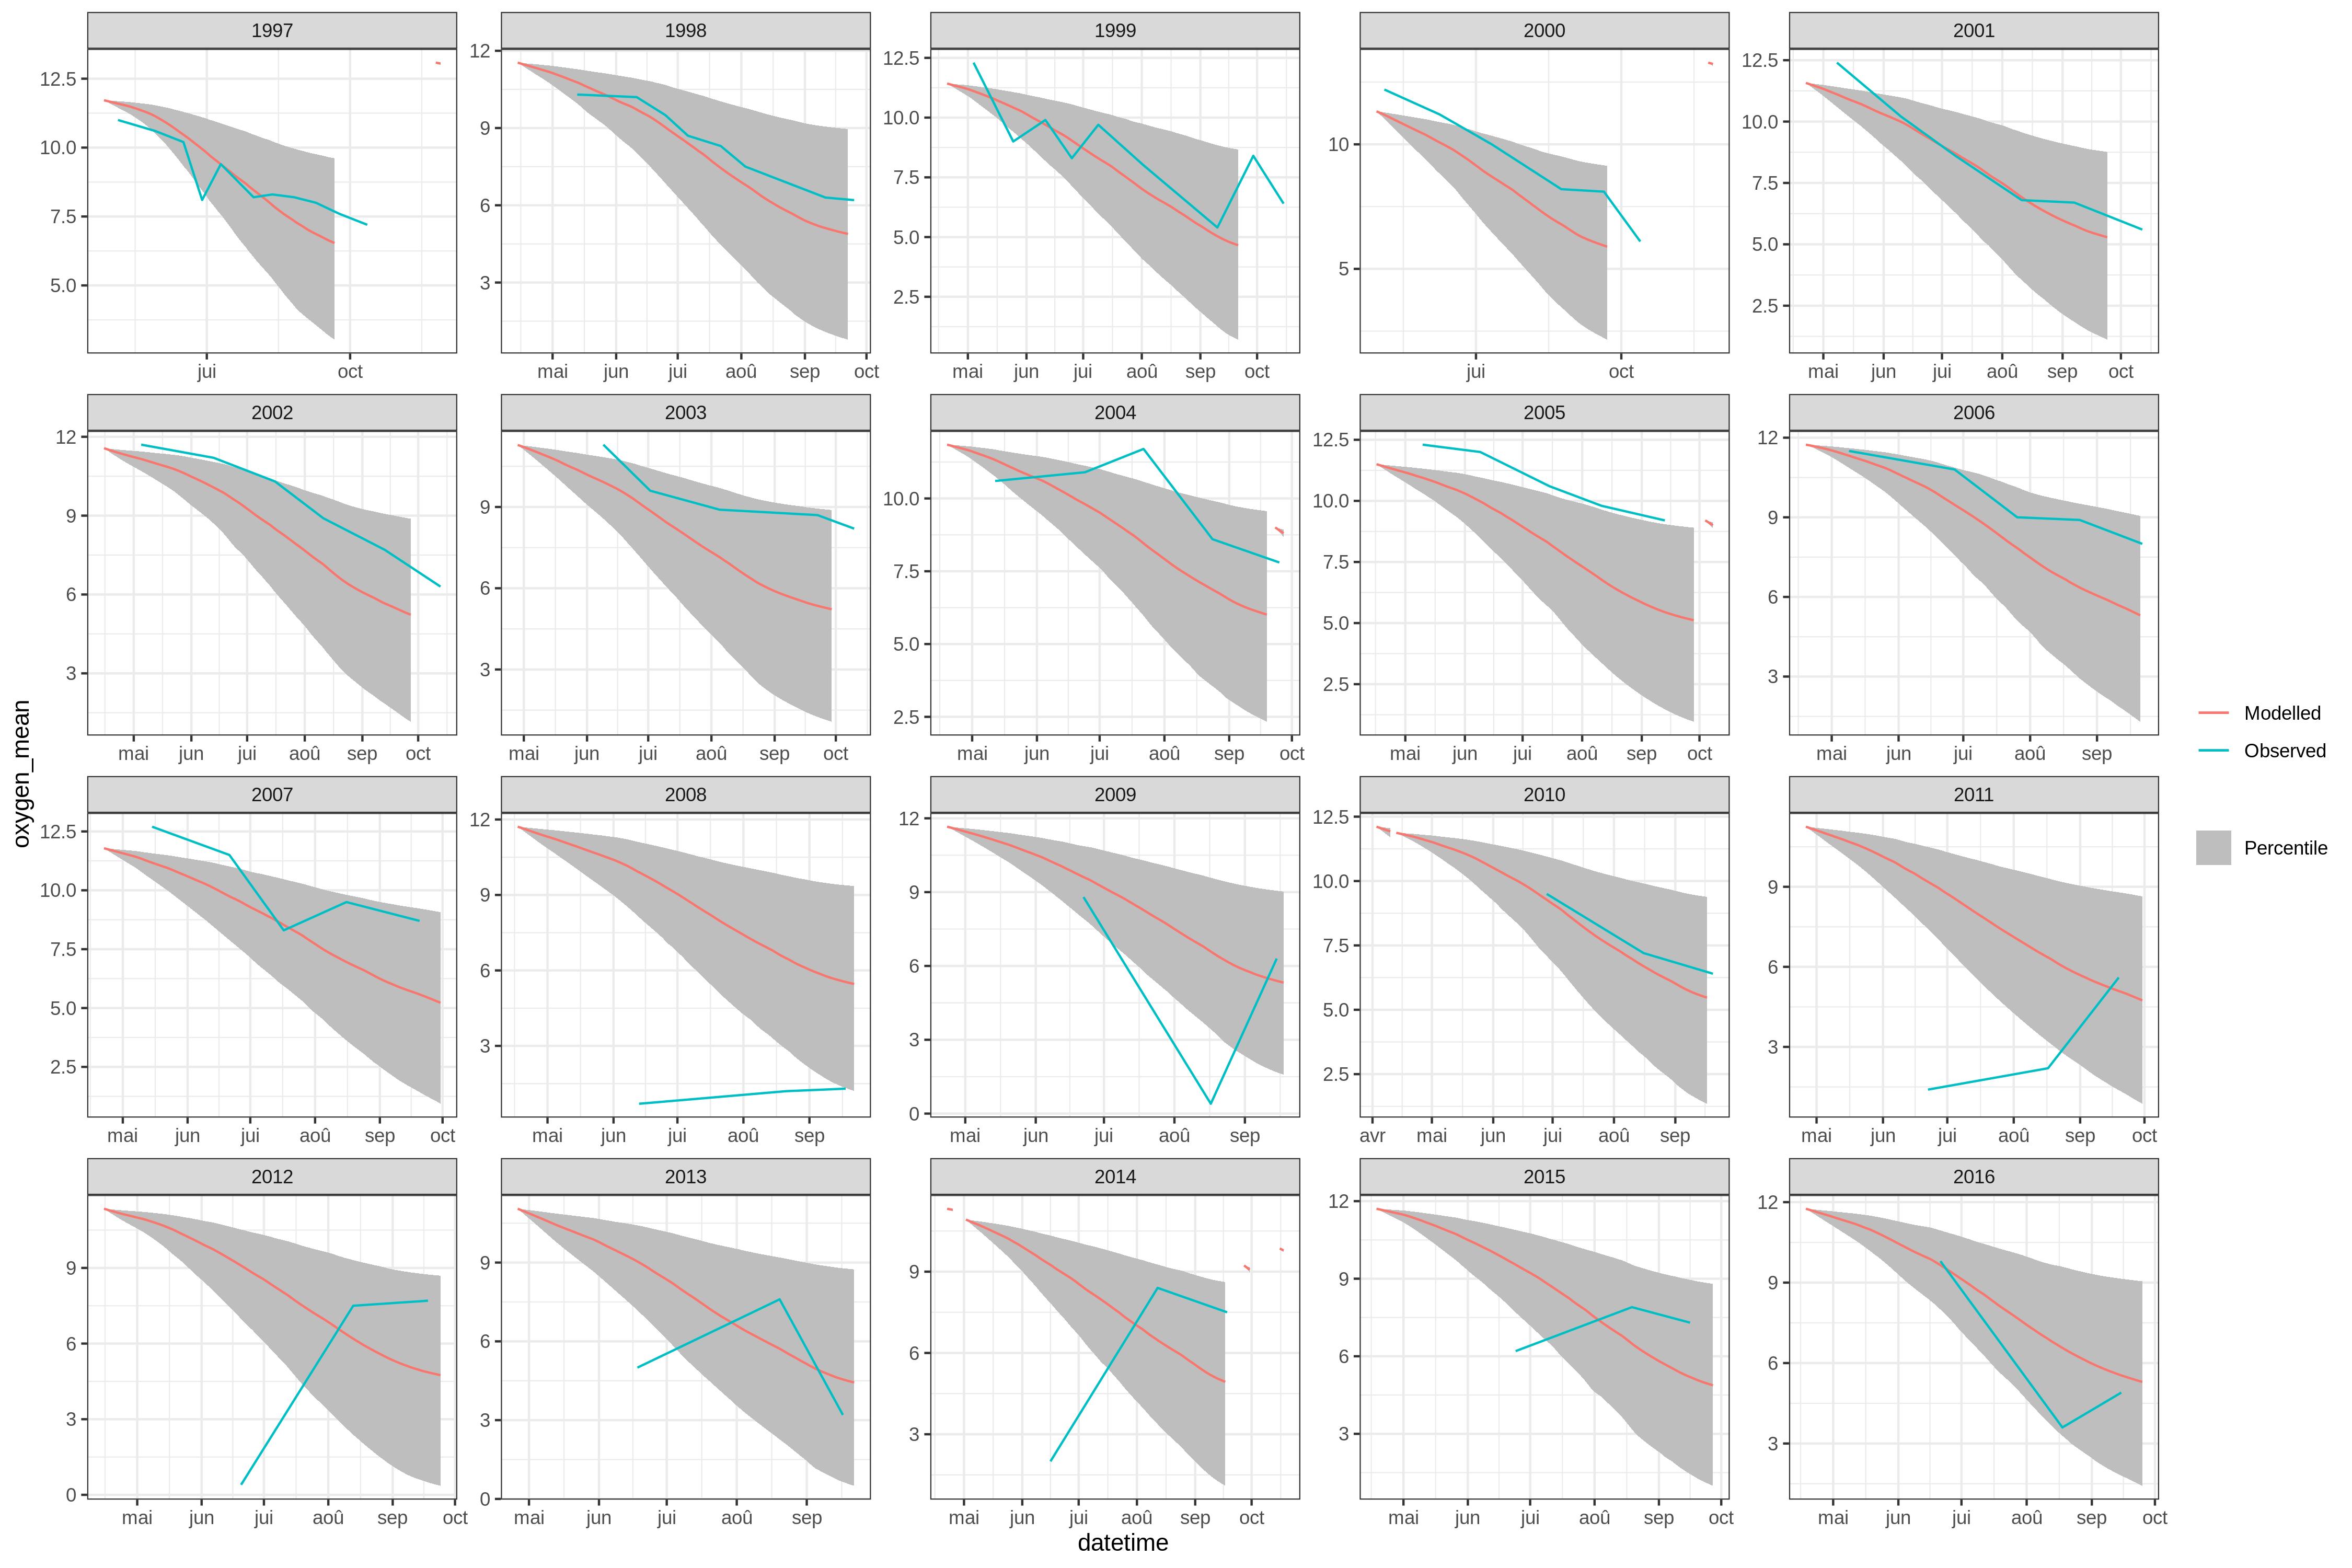 1997 1998 1999 2000 2001
12.5 10.0 7.5 5.0
12 9 6 3
12.5 10.0 7.5 5.0 2.5
10 5
12.5 10.0 7.5 5.0 2.5
jui oct
mai jun jui aoû sep oct
mai jun jui aoû sep oct
jui oct
mai jun jui aoû sep oct
2002 2003 2004 2005 2006
12 9 6 3
9 6 3
10.0 7.5 5.0 2.5
12.5 10.0 7.5 5.0 2.5
12 9 6 3
mai jun jui aoû sep oct
mai jun jui aoû sep oct
mai jun jui aoû sep oct
mai jun jui aoû sep oct
mai jun jui aoû sep
oxygen_mean
Modelled
Observed
Percentile
2007 2008 2009 2010 2011
12.5 10.0 7.5 5.0 2.5
12 9 6 3
12 9 6 3 0
12.5 10.0 7.5 5.0 2.5
9 6 3
mai jun jui aoû sep oct
mai jun jui aoû sep
mai jun jui aoû sep
avr mai jun jui aoû sep
mai jun jui aoû sep oct
2012 2013 2014 2015 2016
9 6 3 0
9 6 3 0
9 6 3
12 9 6 3
12 9 6 3
mai jun jui aoû sep oct
mai jun jui aoû sep
mai jun jui aoû sep oct
mai jun jui aoû sep oct
mai jun jui aoû sep oct
datetime